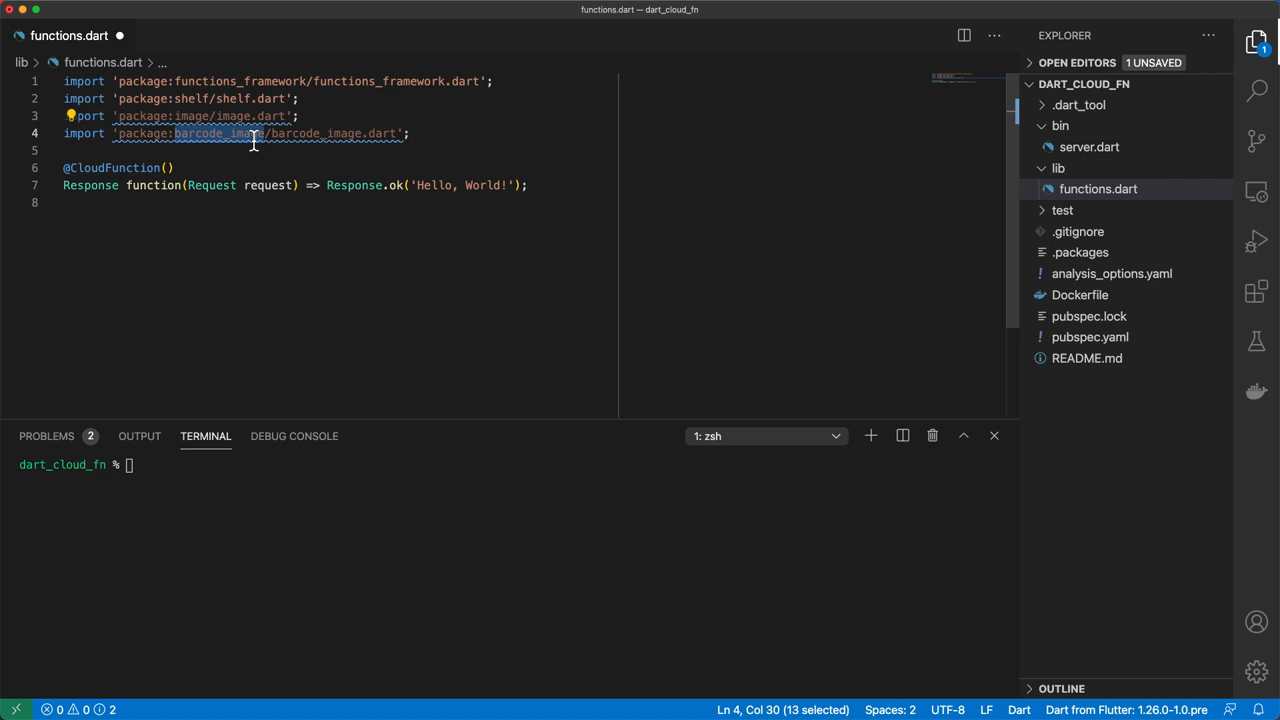 functions.dart — dart_cloud_fn
functions.dart
EXPLORER
lib > functions.dart > ...
OPEN EDITORS 1 UNSAVED
1 import 'package:functions_framework/functions_framework.dart';
DART_CLOUD_FN
2 import 'package:shelf/shelf.dart';
.dart_tool
3 port 'package:image/image.dart';
bin
4 import 'package:barcode_image/barcode_image.dart';
server.dart
5
lib
6 @CloudFunction()
7 Response function(Request request) => Response.ok('Hello, World!');
functions.dart
8
test
.gitignore
.packages
analysis_options.yaml
Dockerfile
pubspec.lock
pubspec.yaml
README.md
PROBLEMS 2 OUTPUT TERMINAL DEBUG CONSOLE 1: zsh
dart_cloud_fn %
OUTLINE
0 0 2 Ln 4, Col 30 (13 selected) Spaces: 2 UTF-8 LF Dart Dart from Flutter: 1.26.0-1.0.pre
1